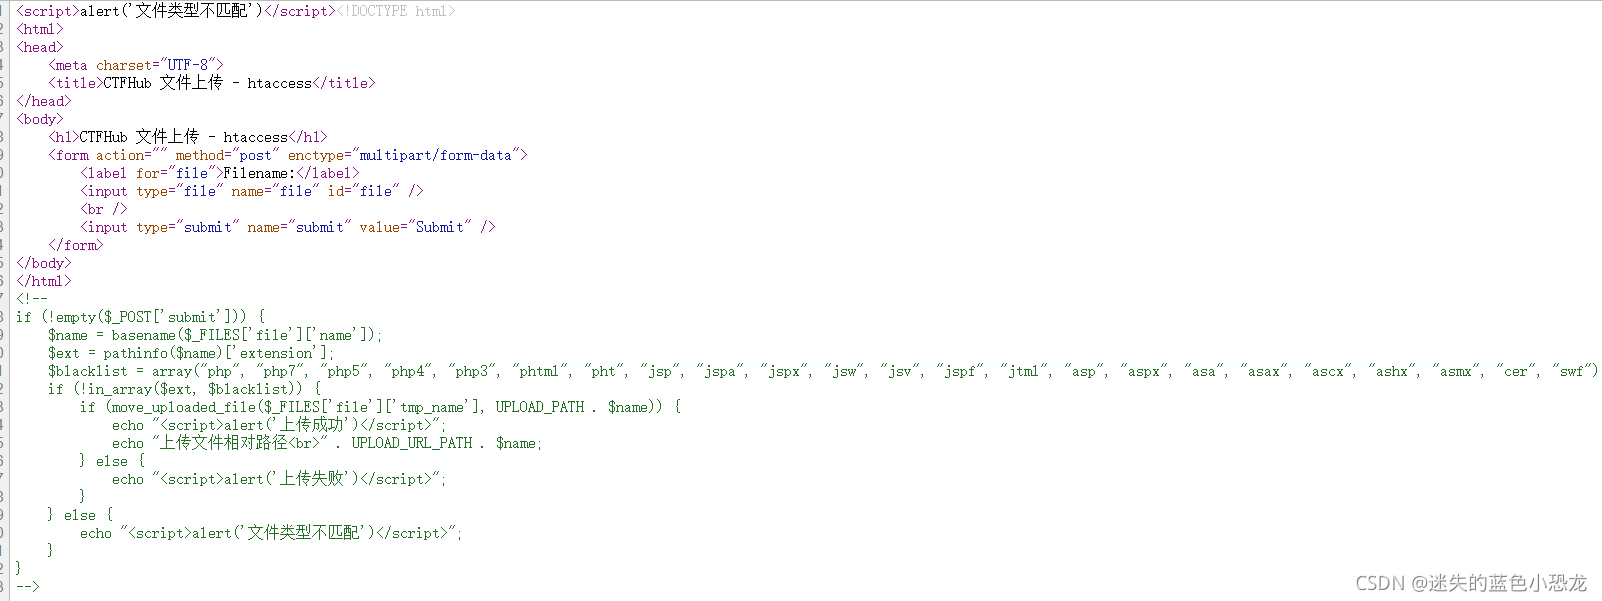 <script>alert('文件类型不匹配')</script><!DOCTYPE html>
<html>
<head>
    <meta charset="UTF-8">
    <title>CTFHub 文件上传 - htaccess</title>
</head>
<body>
    <h1>CTFHub 文件上传 - htaccess</h1>
    <form action="" method="post" enctype="multipart/form-data">
        <label for="file">Filename:</label>
        <input type="file" name="file" id="file" />
        <br />
        <input type="submit" name="submit" value="Submit" />
    </form>
</body>
</html>
<!--
if (!empty($_POST['submit'])) {
    $name = basename($_FILES['file']['name']);
    $ext = pathinfo($name)['extension'];
    $blacklist = array("php", "php7", "php5", "php4", "php3", "phtml", "pht", "jsp", "jspa", "jspx", "jsw", "jsv", "jspf", "jtml", "asp", "aspx", "asa", "asax", "ascx", "ashx", "asmx", "cer", "swf")
    if (!in_array($ext, $blacklist)) {
        if (move_uploaded_file($_FILES['file']['tmp_name'], UPLOAD_PATH . $name)) {
            echo "<script>alert('上传成功')</script>";
            echo "上传文件相对路径<br>" . UPLOAD_URL_PATH . $name;
        } else {
            echo "<script>alert('上传失败')</script>";
        }
    } else {
        echo "<script>alert('文件类型不匹配')</script>";
    }
}
-->
CSDN @迷失的蓝色小恐龙